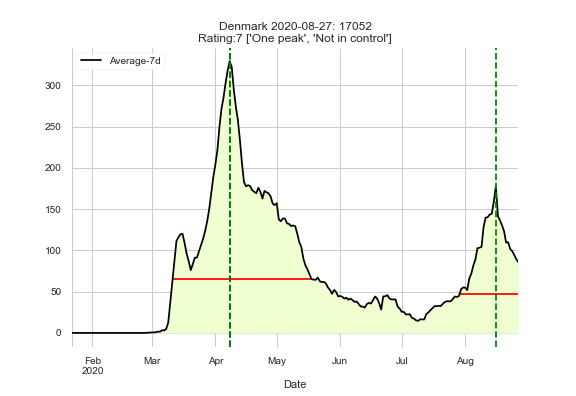 Denmark 2020-08-27: 17052
Rating:7 ['One peak', 'Not in control']
Average-7d
300
250
200
150
100
50
0
Feb
2020
Mar
Apr
May
Jun
Jul
Aug
Date